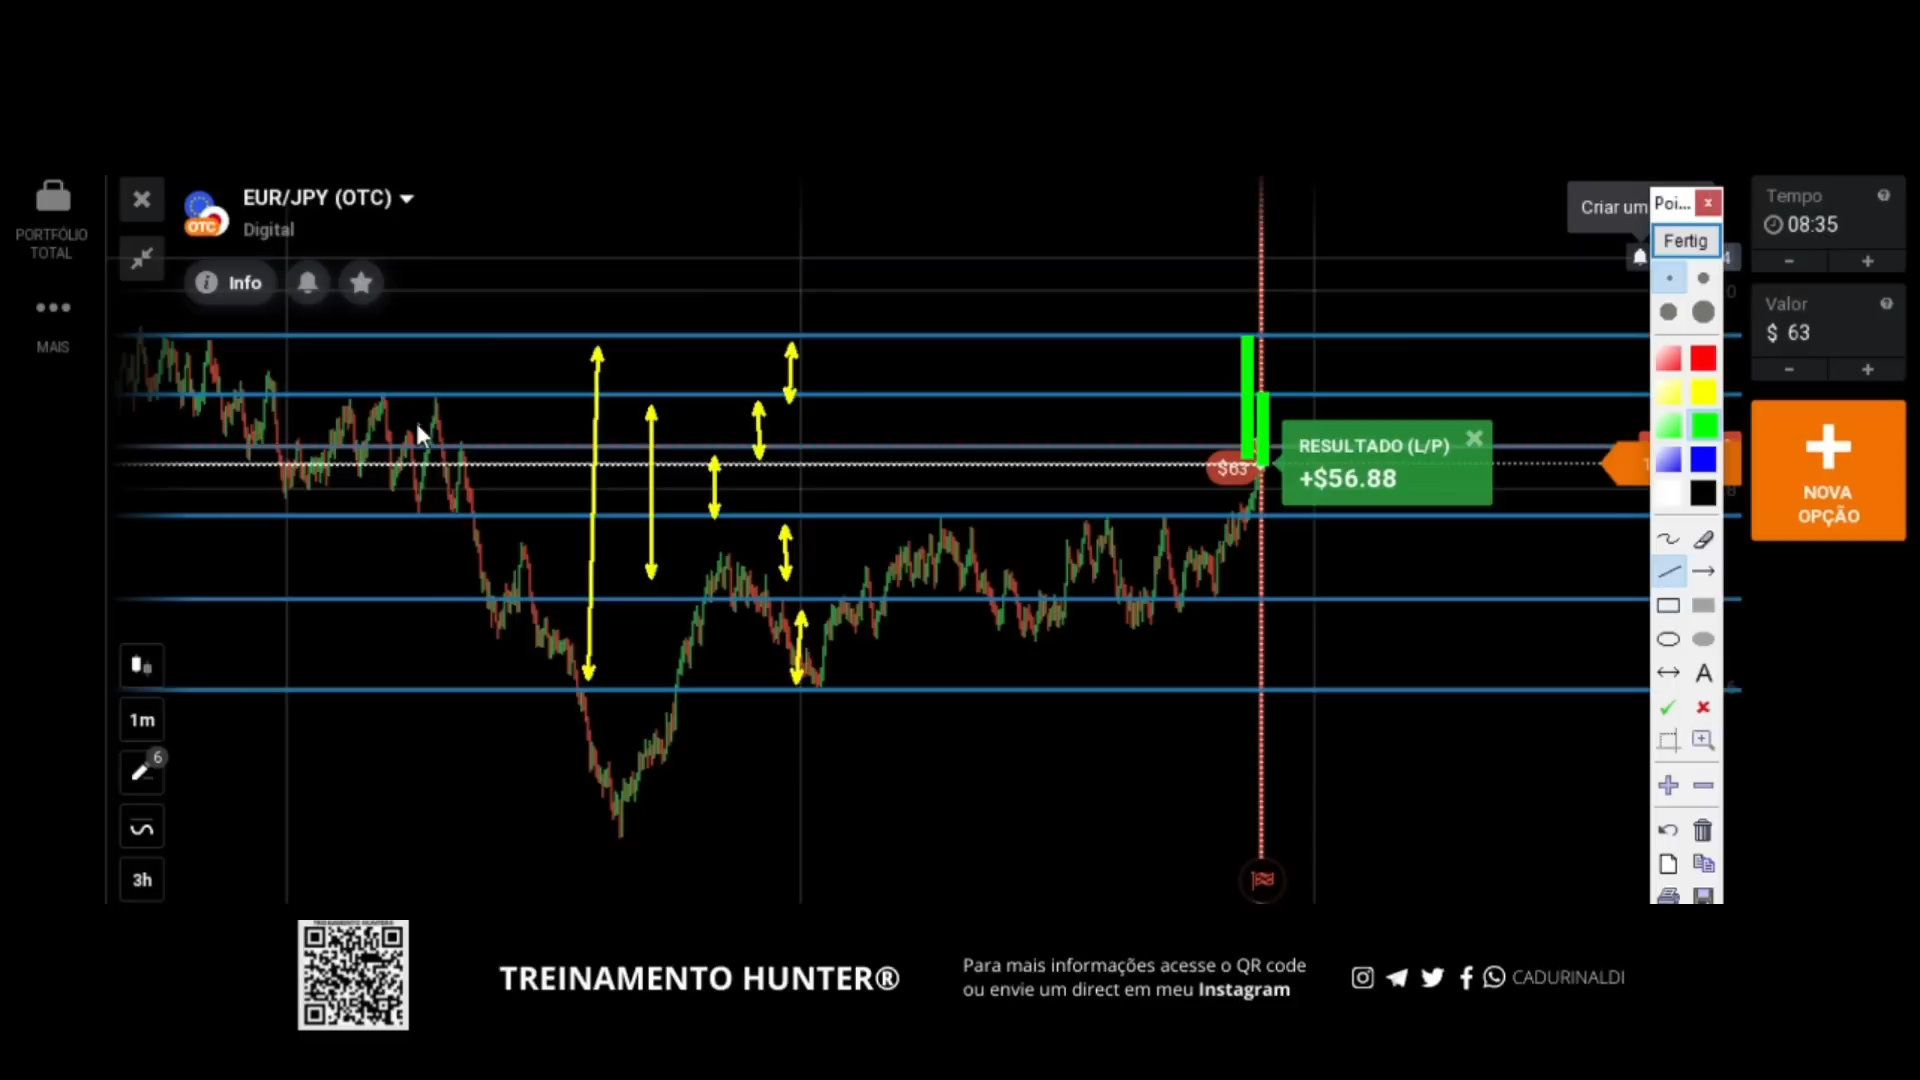 PORTFÓLIO
TOTAL
MAIS
EUR/JPY (OTC)
OTC
Digital
Info
1m
6
3h
$63
RESULTADO (L/P)
+$56.88
Criar um
Poi...
Fertig
A
Tempo
08:35
Valor
$ 63
NOVA
OPÇÃO
TREINAMENTO HUNTER®
Para mais informações acesse o QR code
ou envie um direct em meu Instagram
CADURINALDI